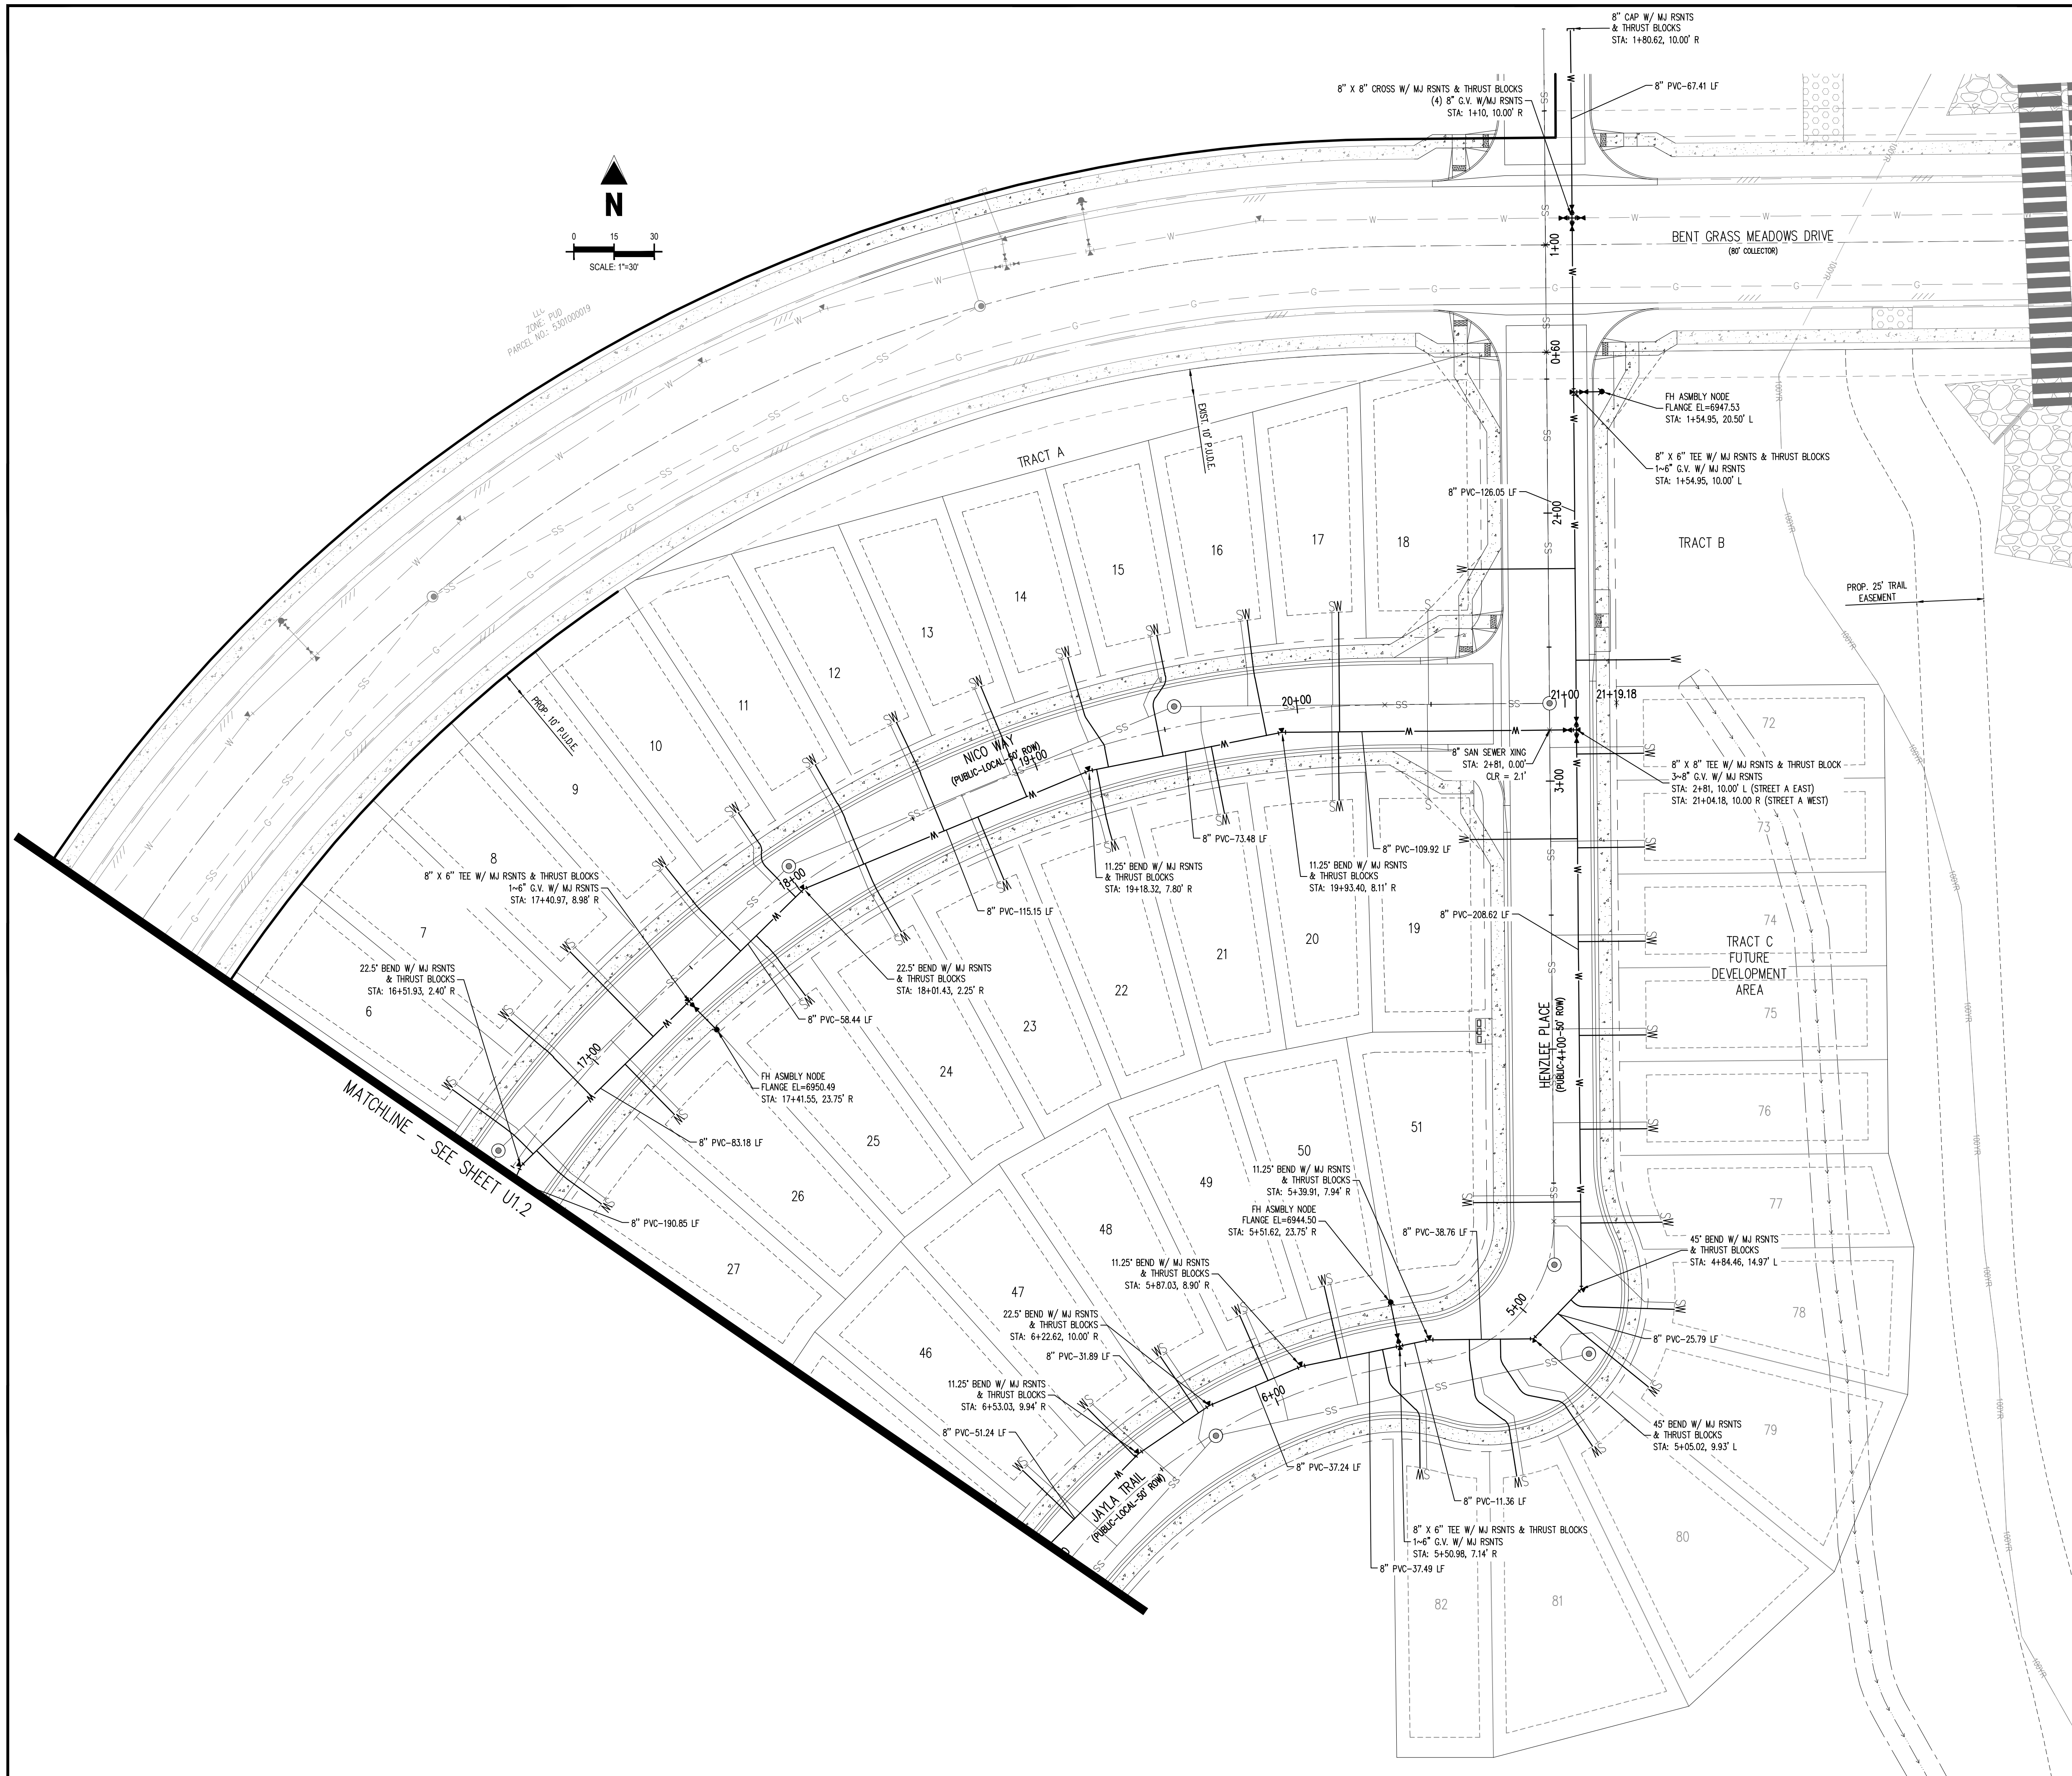 8" CAP W/ MJ RSNTS
& THRUST BLOCKS
STA: 1+80.62, 10.00' R
8" X 8" CROSS W/ MJ RSNTS & THRUST BLOCKS
(4) 8" G.V. W/MJ RSNTS
STA: 1+10, 10.00' R
8" PVC-67.41 LF
N
0 15 30
SCALE: 1"=30'
LLC
ZONE: PUD
PARCEL NO.: 5301000019
BENT GRASS MEADOWS DRIVE
(80' COLLECTOR)
1+00
0+60
FH ASMBLY NODE
FLANGE EL=6947.53
STA: 1+54.95, 20.50' L
8" X 6" TEE W/ MJ RSNTS & THRUST BLOCKS
1~6" G.V. W/ MJ RSNTS
STA: 1+54.95, 10.00' L
EXIST. 10' P.U.D.E.
TRACT A
8" PVC-126.05 LF
2+00
TRACT B
PROP. 25' TRAIL
EASEMENT
100YR
18
17
16
15
14
13
12
11
10
9
8
7
6
PROP. 10' P.U.D.E.
NICO WAY
(PUBLIC-LOCAL-50' ROW)
17+00
18+00
19+00
20+00
21+00
21+19.18
8" SAN SEWER XING
STA: 2+81, 0.00'
CLR = 2.1'
3+00
8" X 8" TEE W/ MJ RSNTS & THRUST BLOCK
3~8" G.V. W/ MJ RSNTS
STA: 2+81, 10.00' L (STREET A EAST)
STA: 21+04.18, 10.00 R (STREET A WEST)
8" X 6" TEE W/ MJ RSNTS & THRUST BLOCKS
1~6" G.V. W/ MJ RSNTS
STA: 17+40.97, 8.98' R
8" PVC-73.48 LF
8" PVC-109.92 LF
11.25° BEND W/ MJ RSNTS
& THRUST BLOCKS
STA: 19+18.32, 7.80' R
11.25° BEND W/ MJ RSNTS
& THRUST BLOCKS
STA: 19+93.40, 8.11' R
8" PVC-115.15 LF
8" PVC-208.62 LF
22.5° BEND W/ MJ RSNTS
& THRUST BLOCKS
STA: 16+51.93, 2.40' R
22.5° BEND W/ MJ RSNTS
& THRUST BLOCKS
STA: 18+01.43, 2.25' R
8" PVC-58.44 LF
FH ASMBLY NODE
FLANGE EL=6950.49
STA: 17+41.55, 23.75' R
8" PVC-83.18 LF
8" PVC-190.85 LF
MATCHLINE - SEE SHEET U1.2
19
20
21
22
23
24
25
26
27
72
73
74
75
76
77
78
79
80
81
82
TRACT C
FUTURE
DEVELOPMENT
AREA
HENZLEE PLACE
(PUBLIC-4+00-50' ROW)
51
50
49
48
47
46
11.25° BEND W/ MJ RSNTS
& THRUST BLOCKS
STA: 5+39.91, 7.94' R
FH ASMBLY NODE
FLANGE EL=6944.50
STA: 5+51.62, 23.75' R
8" PVC-38.76 LF
11.25° BEND W/ MJ RSNTS
& THRUST BLOCKS
STA: 5+87.03, 8.90' R
45° BEND W/ MJ RSNTS
& THRUST BLOCKS
STA: 4+84.46, 14.97' L
22.5° BEND W/ MJ RSNTS
& THRUST BLOCKS
STA: 6+22.62, 10.00' R
8" PVC-31.89 LF
5+00
8" PVC-25.79 LF
11.25° BEND W/ MJ RSNTS
& THRUST BLOCKS
STA: 6+53.03, 9.94' R
6+00
8" PVC-51.24 LF
45° BEND W/ MJ RSNTS
& THRUST BLOCKS
STA: 5+05.02, 9.93' L
8" PVC-37.24 LF
JAYLA TRAIL
(PUBLIC-LOCAL-50' ROW)
8" PVC-11.36 LF
8" X 6" TEE W/ MJ RSNTS & THRUST BLOCKS
1~6" G.V. W/ MJ RSNTS
STA: 5+50.98, 7.14' R
8" PVC-37.49 LF